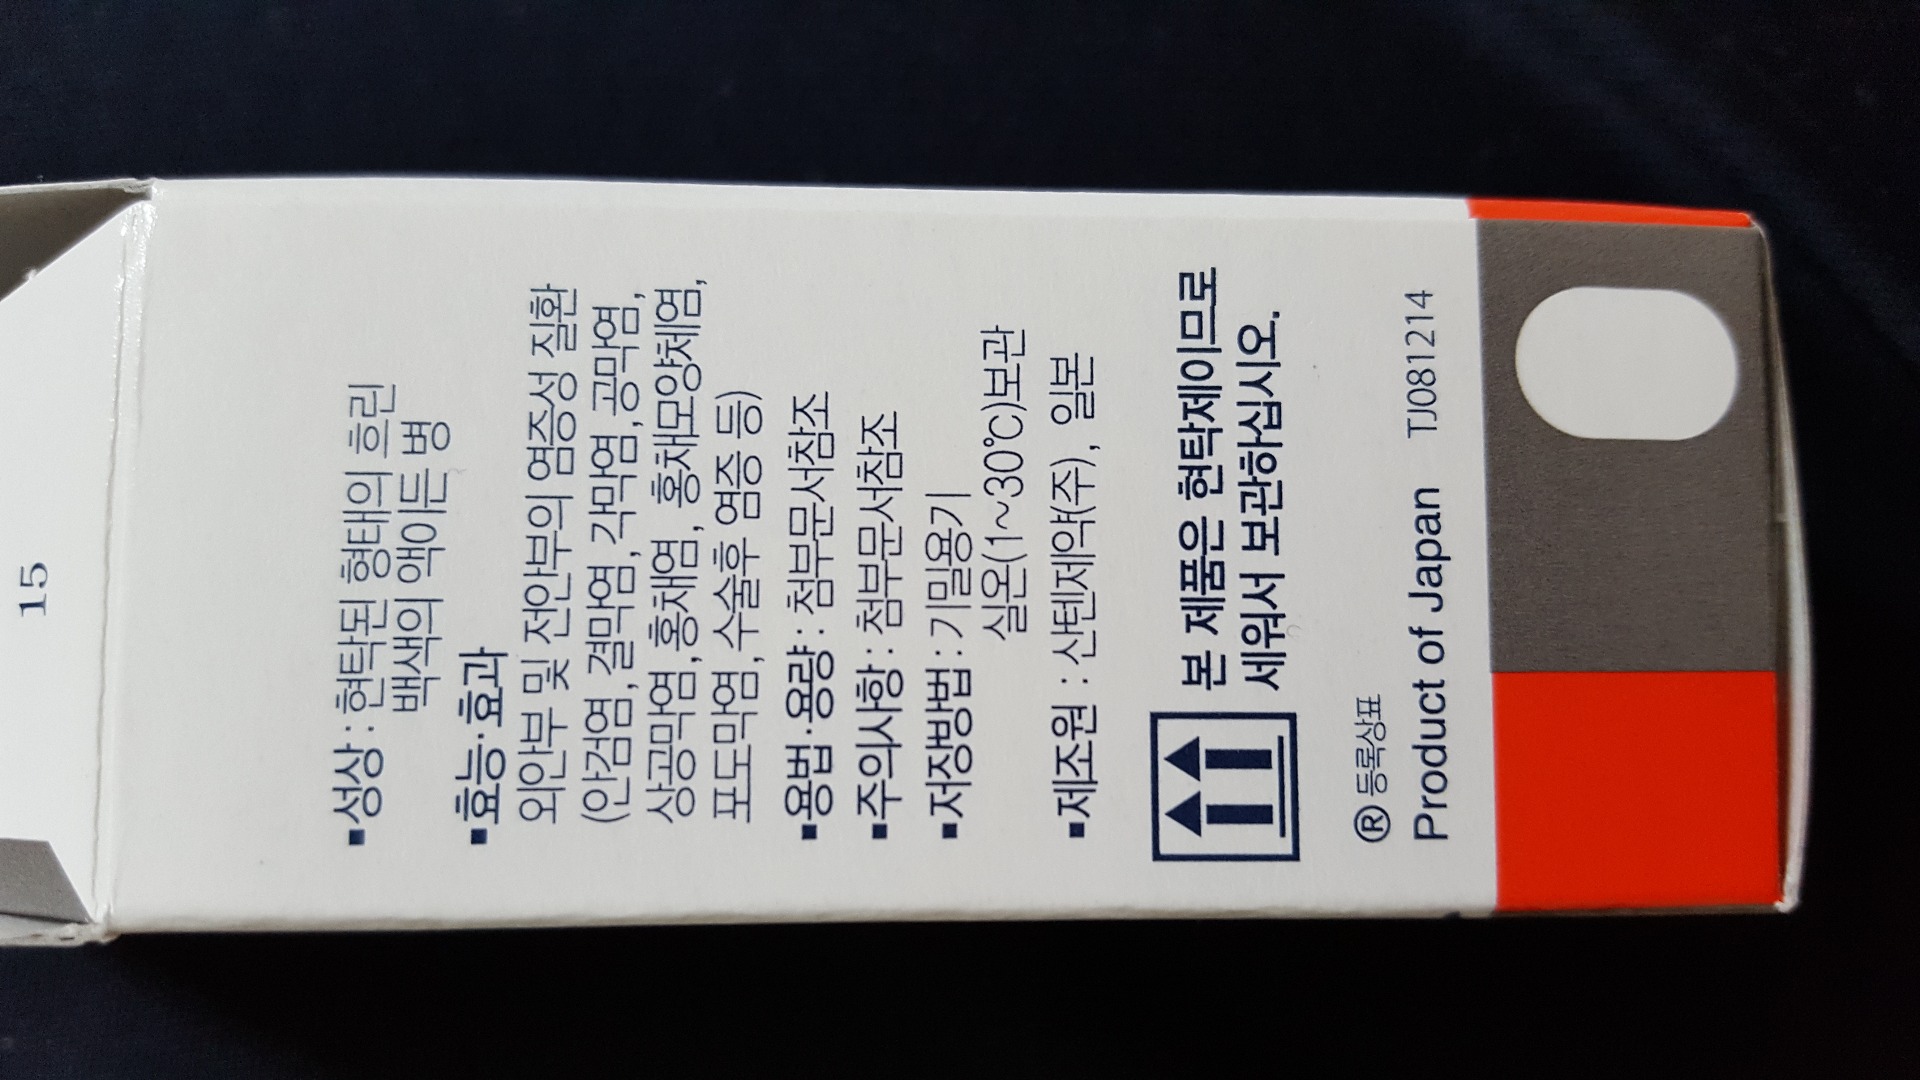 15
▪성상 : 현탁된 형태의 흐린
백색의 액이든 병
▪효능·효과
외안부 및 전안부의 염증성 질환
(안검염, 결막염, 각막염, 공막염,
상공막염, 홍채염, 홍채모양체염,
포도막염, 수술후 염증 등)
▪용법·용량 : 첨부문서참조
▪주의사항 : 첨부문서참조
▪저장방법 : 기밀용기
실온(1~30℃)보관
▪제조원 : 산텐제약(주), 일본
본 제품은 현탁제이므로
세워서 보관하십시오.
® 등록상표
Product of Japan TJ081214